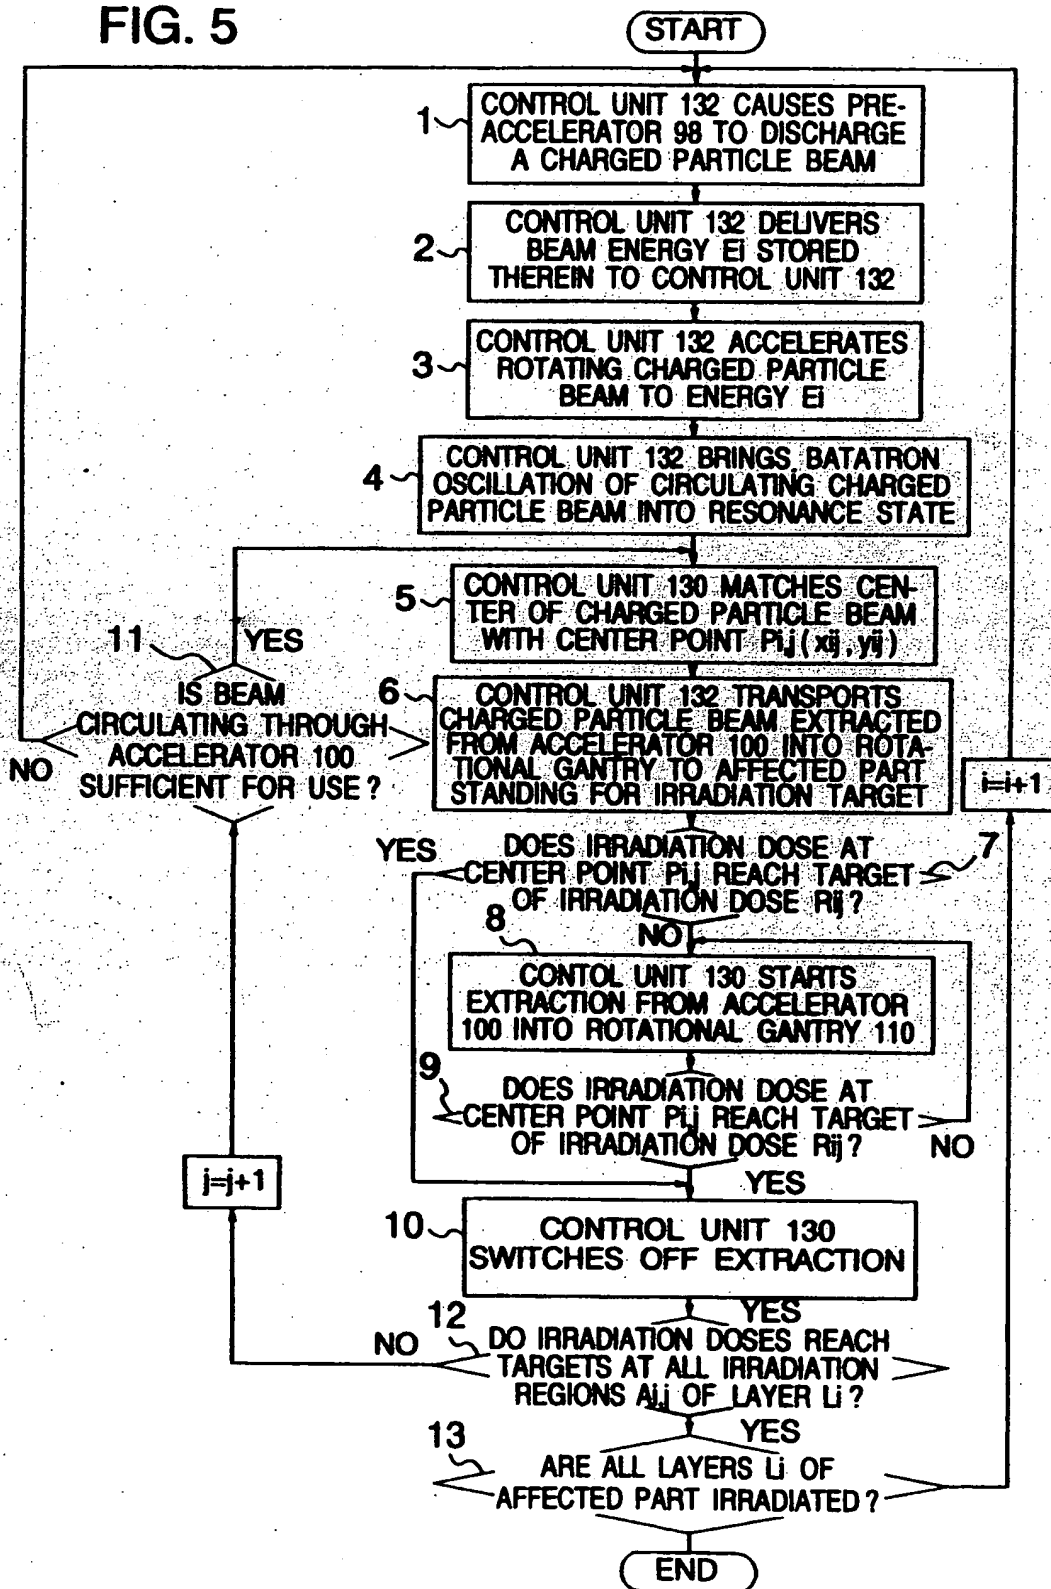 FIG. 5
START
1
CONTROL UNIT 132 CAUSES PRE-
ACCELERATOR 98 TO DISCHARGE
A CHARGED PARTICLE BEAM
2
CONTROL UNIT 132 DELIVERS
BEAM ENERGY Ei STORED
THEREIN TO CONTROL UNIT 132
3
CONTROL UNIT 132 ACCELERATES
ROTATING CHARGED PARTICLE
BEAM TO ENERGY Ei
4
CONTROL UNIT 132 BRINGS BATATRON
OSCILLATION OF CIRCULATING CHARGED
PARTICLE BEAM INTO RESONANCE STATE
5
CONTROL UNIT 130 MATCHES CEN-
TER OF CHARGED PARTICLE BEAM
WITH CENTER POINT Pi,j (xij, yij)
11
YES
IS BEAM
CIRCULATING THROUGH
ACCELERATOR 100
SUFFICIENT FOR USE?
NO
6
CONTROL UNIT 132 TRANSPORTS
CHARGED PARTICLE BEAM EXTRACTED
FROM ACCELERATOR 100 INTO ROTA-
TIONAL GANTRY TO AFFECTED PART
STANDING FOR IRRADIATION TARGET
i=i+1
YES
7
DOES IRRADIATION DOSE AT
CENTER POINT Pi,j REACH TARGET
OF IRRADIATION DOSE Rij?
NO
8
CONTOL UNIT 130 STARTS
EXTRACTION FROM ACCELERATOR
100 INTO ROTATIONAL GANTRY 110
9
DOES IRRADIATION DOSE AT
CENTER POINT Pi,j REACH TARGET
OF IRRADIATION DOSE Rij?
NO
YES
j=j+1
10
CONTROL UNIT 130
SWITCHES OFF EXTRACTION
YES
12
NO
DO IRRADIATION DOSES REACH
TARGETS AT ALL IRRADIATION
REGIONS Ai,j OF LAYER Li?
YES
13
ARE ALL LAYERS Li OF
AFFECTED PART IRRADIATED?
END